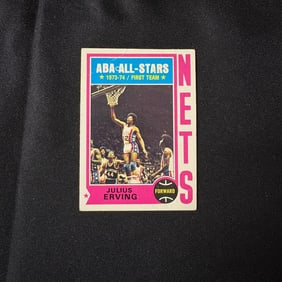 ABA ALL-STARS
★ 1973-74 / FIRST TEAM ★
NETS
JULIUS
ERVING
FORWARD